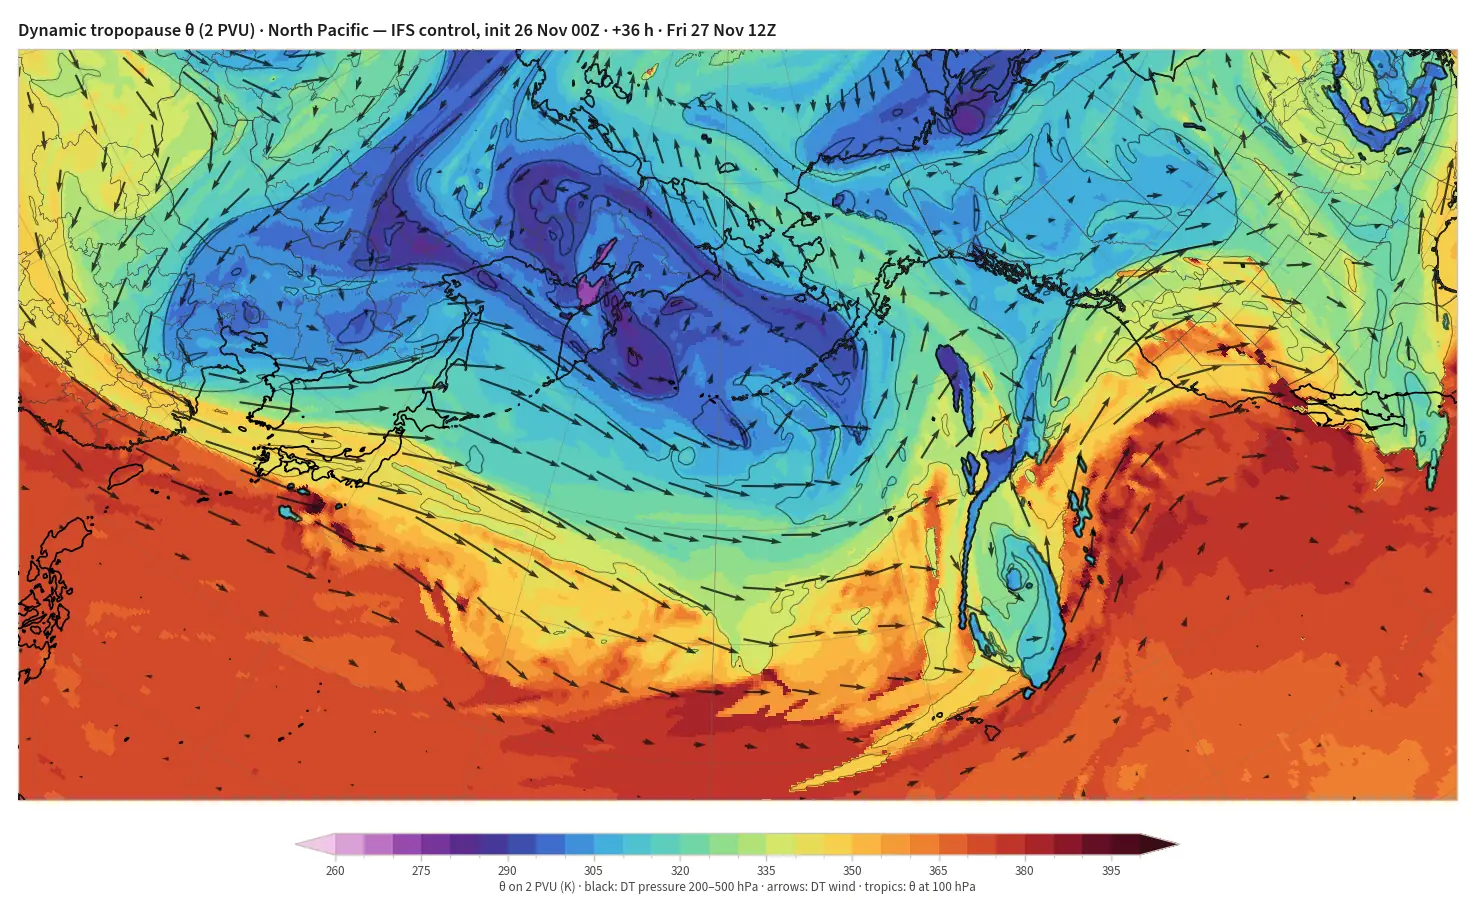 Dynamic tropopause θ (2 PVU) · North Pacific — IFS control, init 26 Nov 00Z · +36 h · Fri 27 Nov 12Z
260 275 290 305 320 335 350 365 380 395
θ on 2 PVU (K) · black: DT pressure 200–500 hPa · arrows: DT wind · tropics: θ at 100 hPa